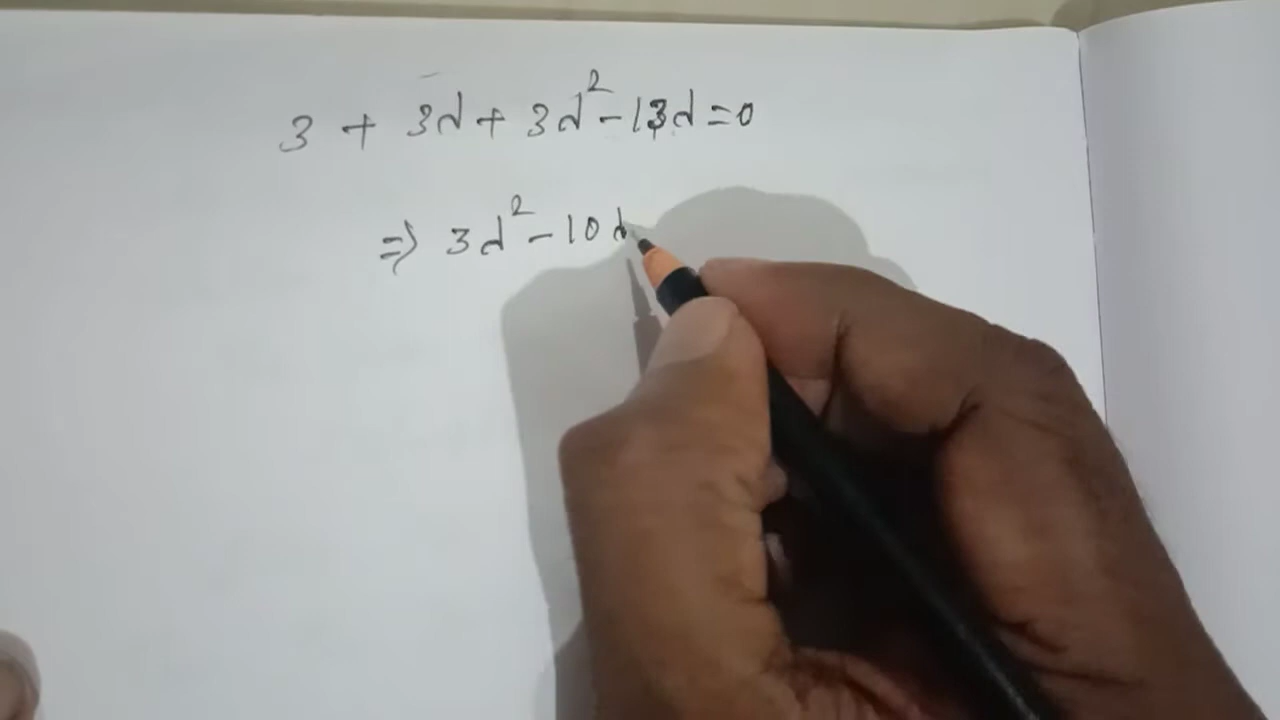 3 + 3d + 3d² - 13d = 0
⇒ 3d² - 10d